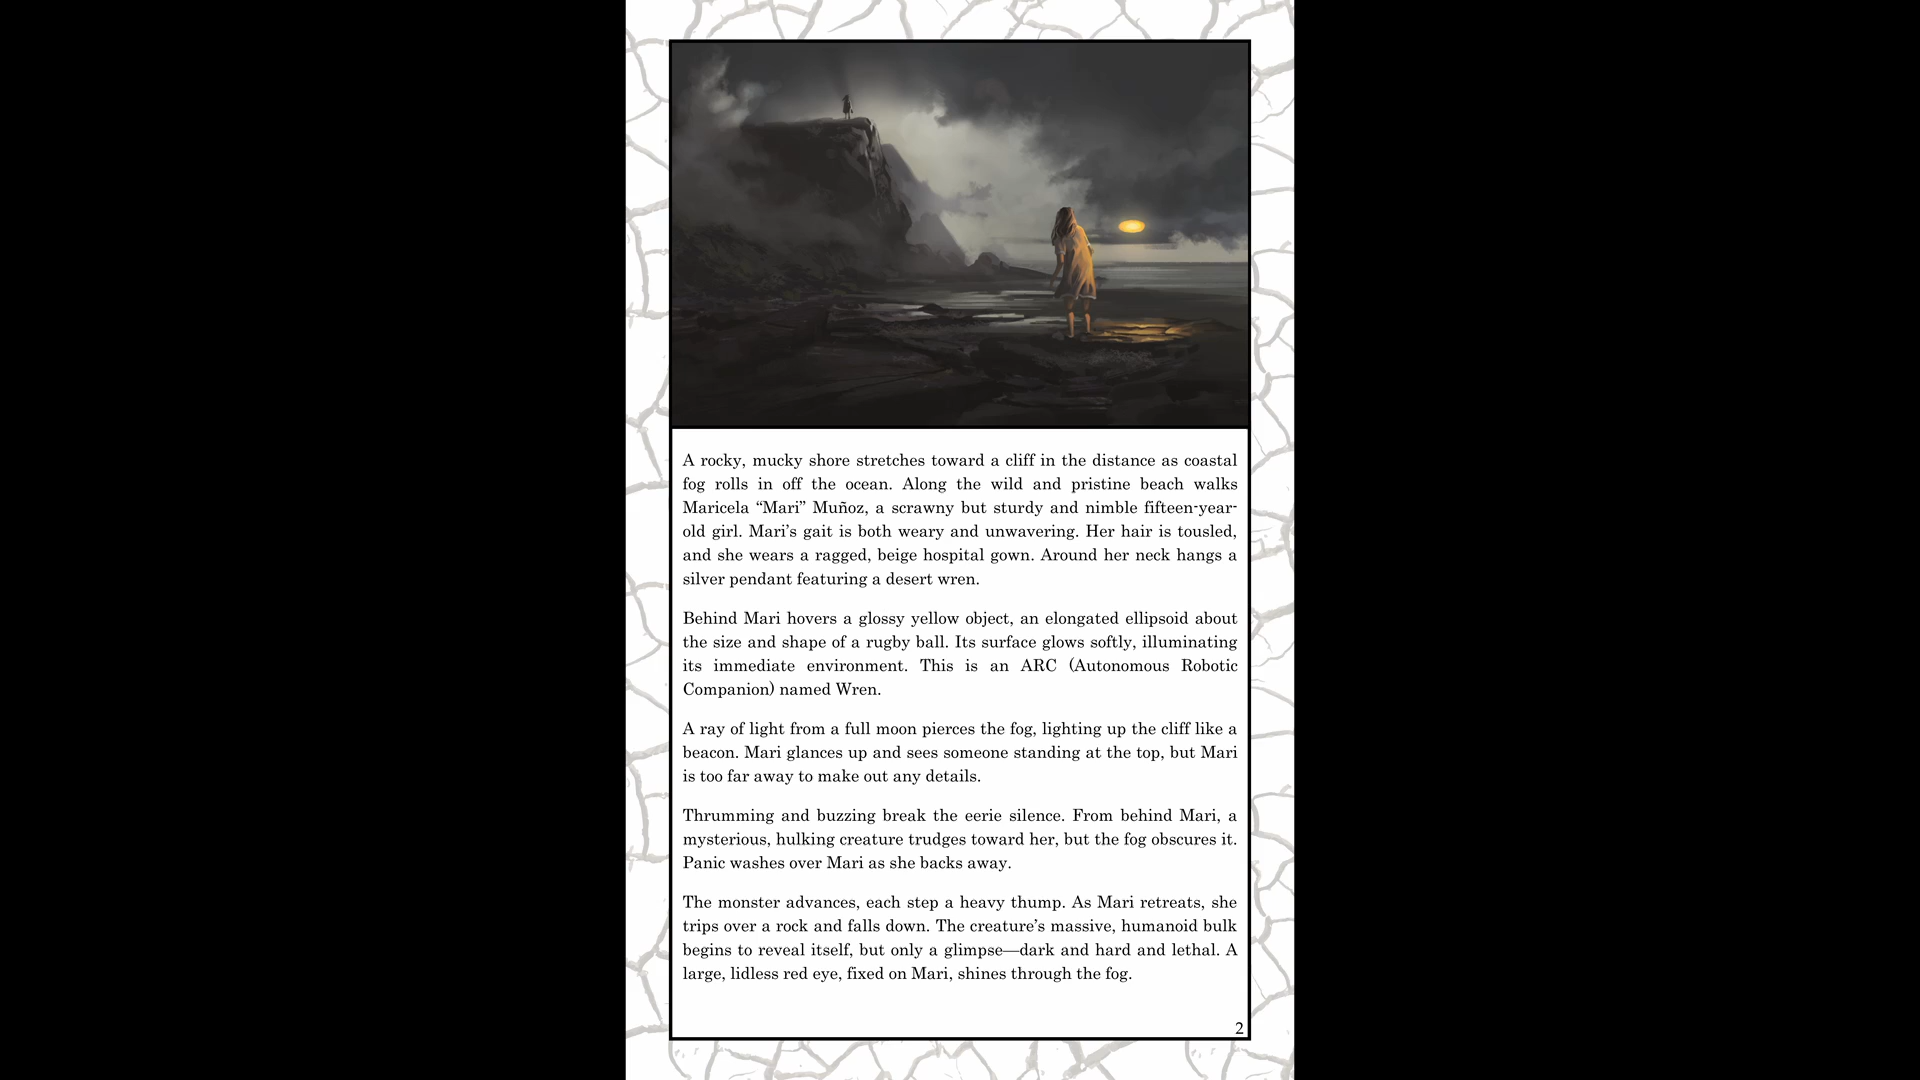 A rocky, mucky shore stretches toward a cliff in the distance as coastal
fog rolls in off the ocean. Along the wild and pristine beach walks
Maricela “Mari” Muñoz, a scrawny but sturdy and nimble fifteen-year-
old girl. Mari’s gait is both weary and unwavering. Her hair is tousled,
and she wears a ragged, beige hospital gown. Around her neck hangs a
silver pendant featuring a desert wren.
Behind Mari hovers a glossy yellow object, an elongated ellipsoid about
the size and shape of a rugby ball. Its surface glows softly, illuminating
its immediate environment. This is an ARC (Autonomous Robotic
Companion) named Wren.
A ray of light from a full moon pierces the fog, lighting up the cliff like a
beacon. Mari glances up and sees someone standing at the top, but Mari
is too far away to make out any details.
Thrumming and buzzing break the eerie silence. From behind Mari, a
mysterious, hulking creature trudges toward her, but the fog obscures it.
Panic washes over Mari as she backs away.
The monster advances, each step a heavy thump. As Mari retreats, she
trips over a rock and falls down. The creature’s massive, humanoid bulk
begins to reveal itself, but only a glimpse—dark and hard and lethal. A
large, lidless red eye, fixed on Mari, shines through the fog.
2